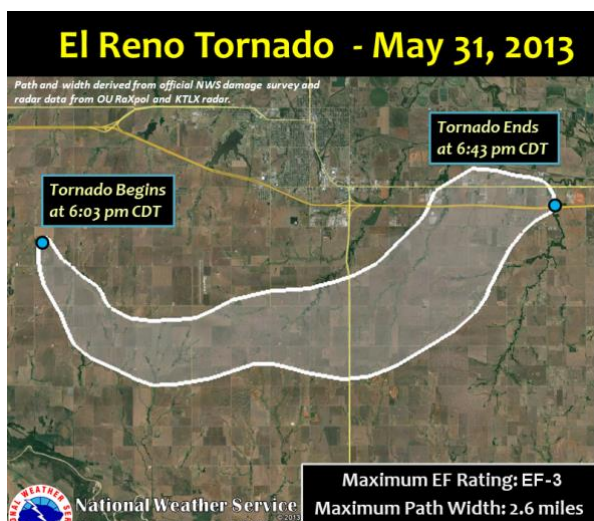 El Reno Tornado - May 31, 2013
Path and width derived from official NWS damage survey and
radar data from OU RaXpol and KTLX radar.
Tornado Ends
at 6:43 pm CDT
Tornado Begins
at 6:03 pm CDT
Maximum EF Rating: EF-3
Maximum Path Width: 2.6 miles
National Weather Service
©2013